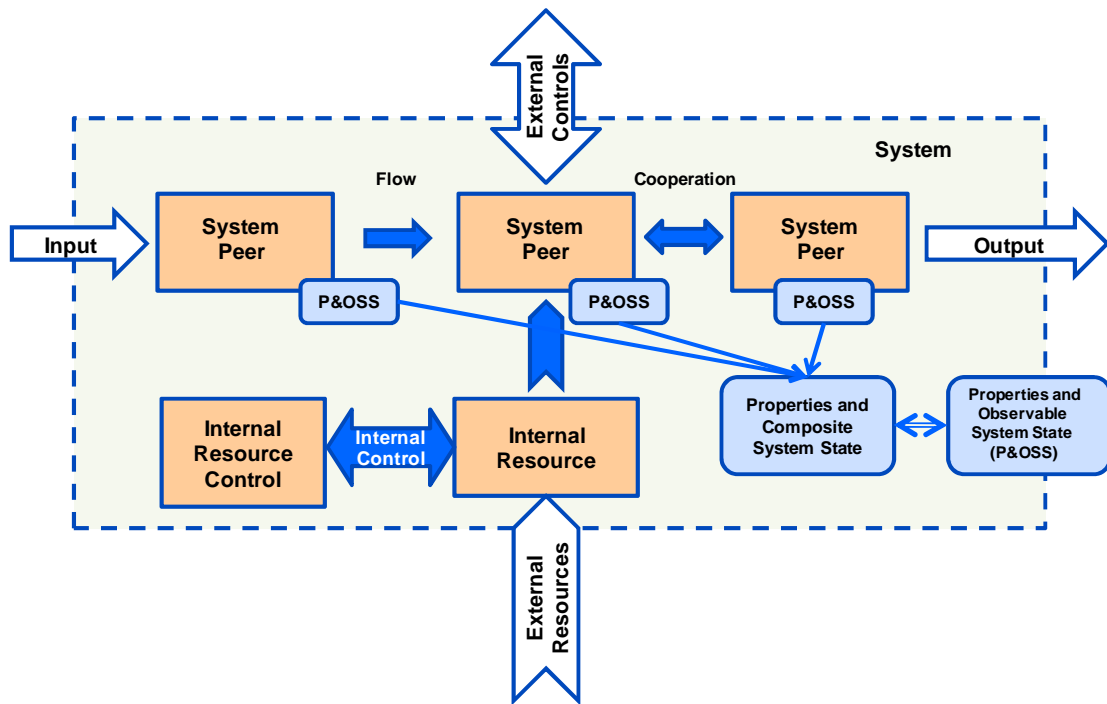 External
Controls
System
Flow
Cooperation
Input
System
Peer
System
Peer
System
Peer
Output
P&OSS
P&OSS
P&OSS
Internal
Resource
Control
Internal
Control
Internal
Resource
Properties and
Composite
System State
Properties and
Observable
System State
(P&OSS)
External
Resources